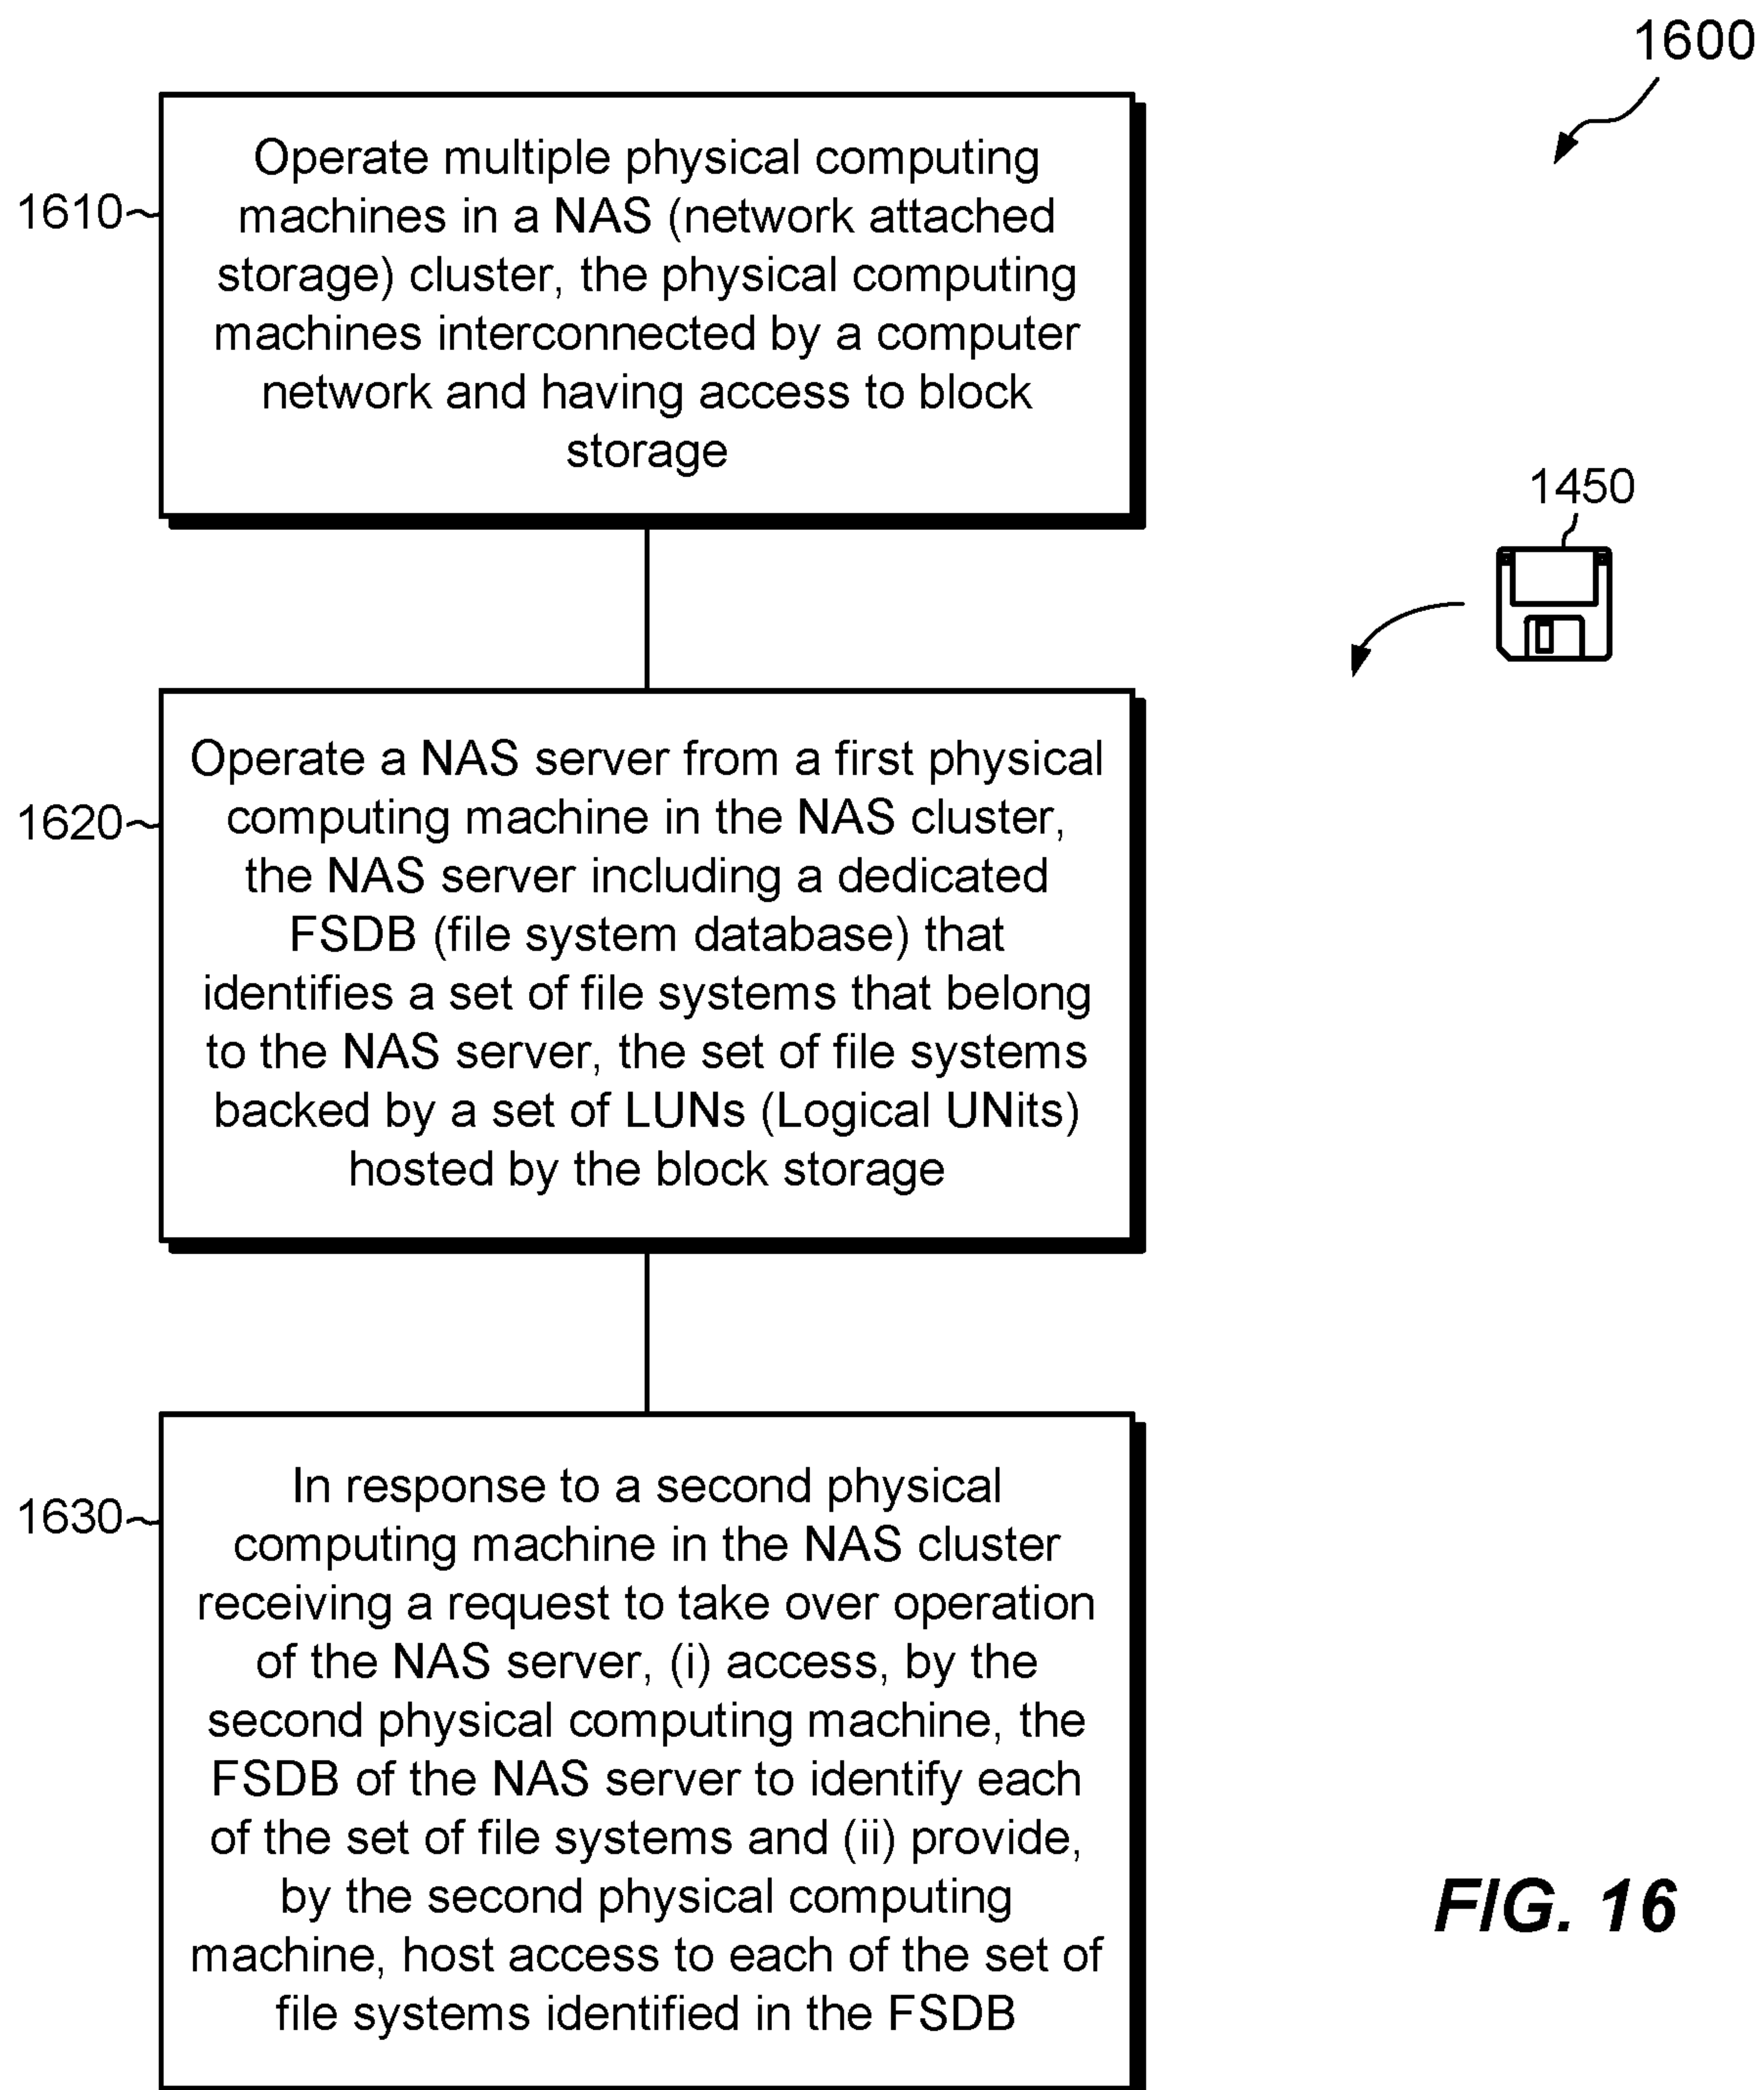 1600
Operate multiple physical computing
machines in a NAS (network attached
storage) cluster, the physical computing
machines interconnected by a computer
network and having access to block
storage
1610
1450
Operate a NAS server from a first physical
computing machine in the NAS cluster,
the NAS server including a dedicated
FSDB (file system database) that
identifies a set of file systems that belong
to the NAS server, the set of file systems
backed by a set of LUNs (Logical UNits)
hosted by the block storage
1620
In response to a second physical
computing machine in the NAS cluster
receiving a request to take over operation
of the NAS server, (i) access, by the
second physical computing machine, the
FSDB of the NAS server to identify each
of the set of file systems and (ii) provide,
by the second physical computing
machine, host access to each of the set of
file systems identified in the FSDB
1630
FIG. 16